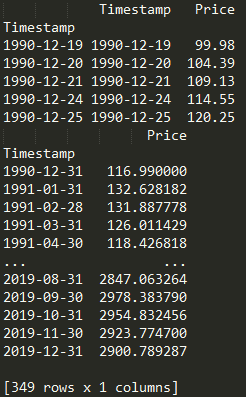 Timestamp Price
Timestamp
1990-12-19 1990-12-19 99.98
1990-12-20 1990-12-20 104.39
1990-12-21 1990-12-21 109.13
1990-12-24 1990-12-24 114.55
1990-12-25 1990-12-25 120.25
Price
Timestamp
1990-12-31 116.990000
1991-01-31 132.628182
1991-02-28 131.887778
1991-03-31 126.011429
1991-04-30 118.426818
... ...
2019-08-31 2847.063264
2019-09-30 2978.383790
2019-10-31 2954.832456
2019-11-30 2923.774700
2019-12-31 2900.789287
[349 rows x 1 columns]